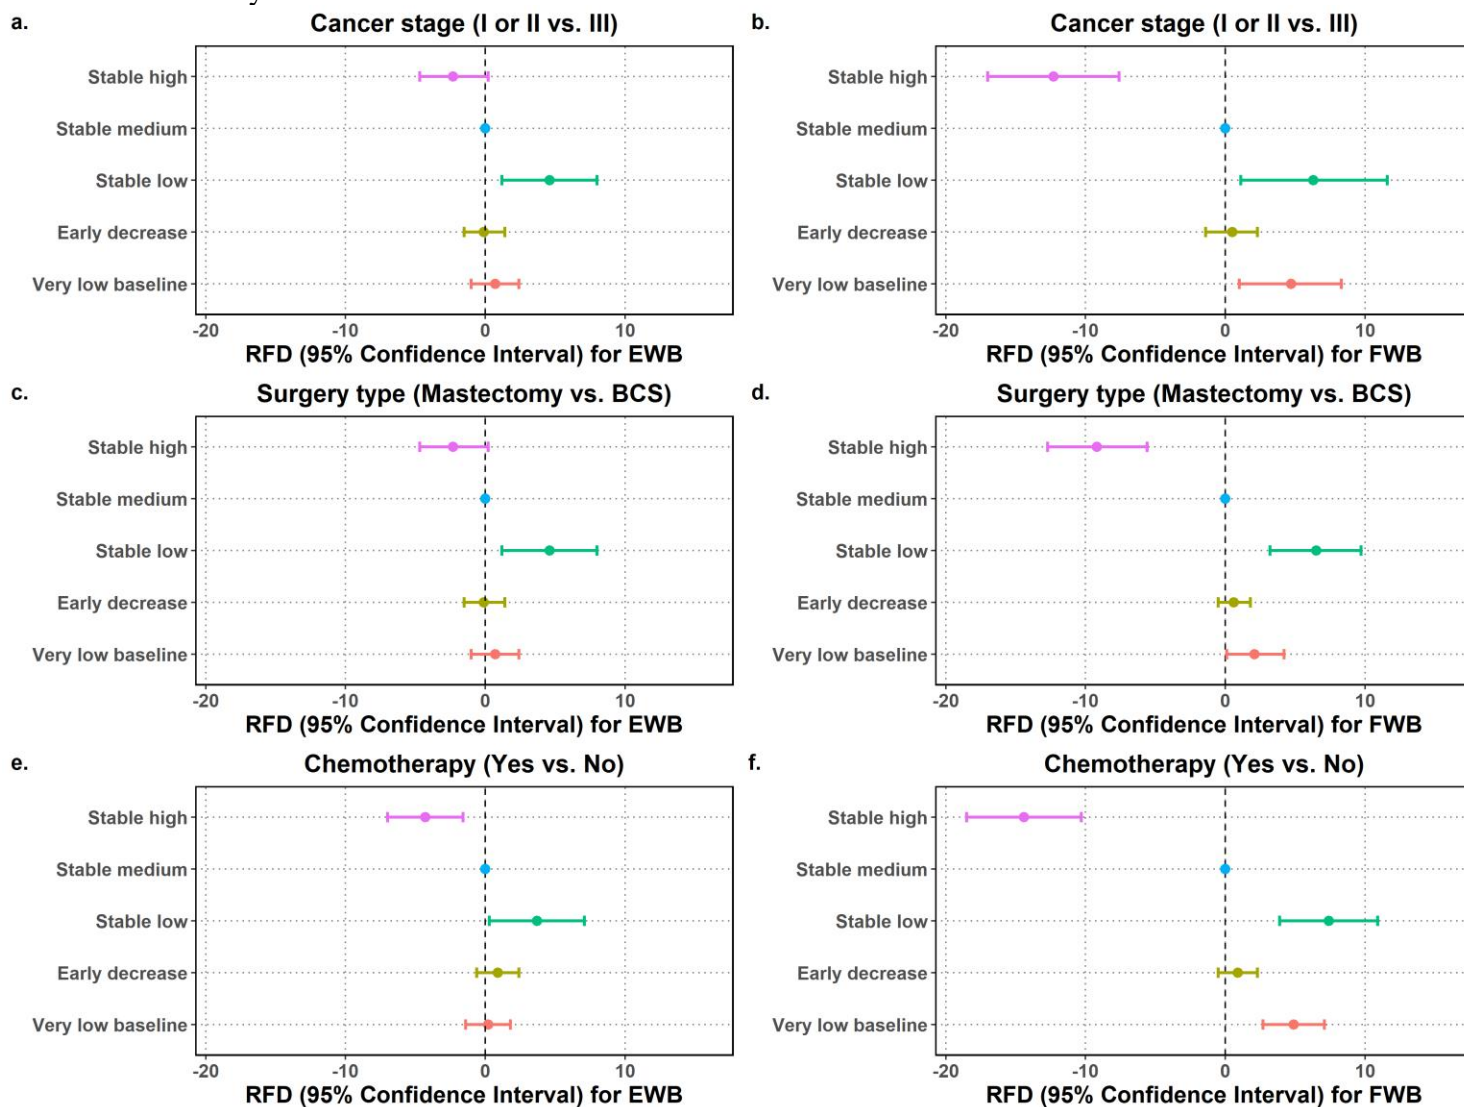 a.
Cancer stage (I or II vs. III)
Stable high
Stable medium
Stable low
Early decrease
Very low baseline
-20 -10 0 10
RFD (95% Confidence Interval) for EWB
b.
Cancer stage (I or II vs. III)
Stable high
Stable medium
Stable low
Early decrease
Very low baseline
-20 -10 0 10
RFD (95% Confidence Interval) for FWB
c.
Surgery type (Mastectomy vs. BCS)
Stable high
Stable medium
Stable low
Early decrease
Very low baseline
-20 -10 0 10
RFD (95% Confidence Interval) for EWB
d.
Surgery type (Mastectomy vs. BCS)
Stable high
Stable medium
Stable low
Early decrease
Very low baseline
-20 -10 0 10
RFD (95% Confidence Interval) for FWB
e.
Chemotherapy (Yes vs. No)
Stable high
Stable medium
Stable low
Early decrease
Very low baseline
-20 -10 0 10
RFD (95% Confidence Interval) for EWB
f.
Chemotherapy (Yes vs. No)
Stable high
Stable medium
Stable low
Early decrease
Very low baseline
-20 -10 0 10
RFD (95% Confidence Interval) for FWB